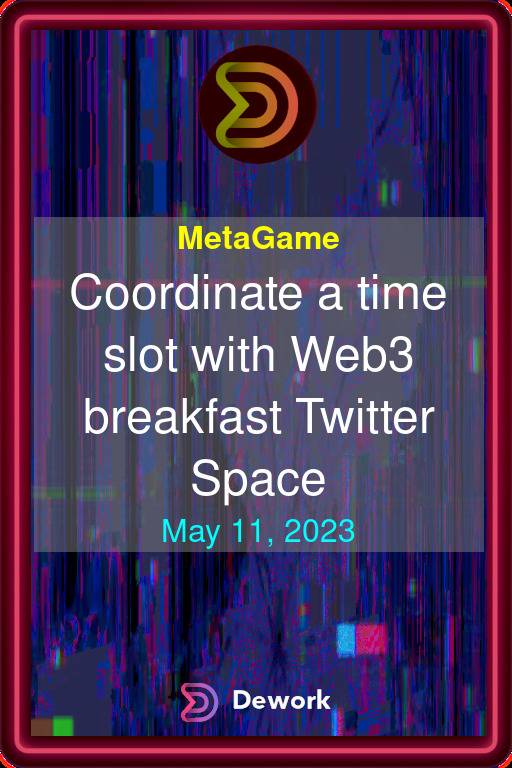 MetaGame
Coordinate a time
slot with Web3
breakfast Twitter
Space
May 11, 2023
Dework